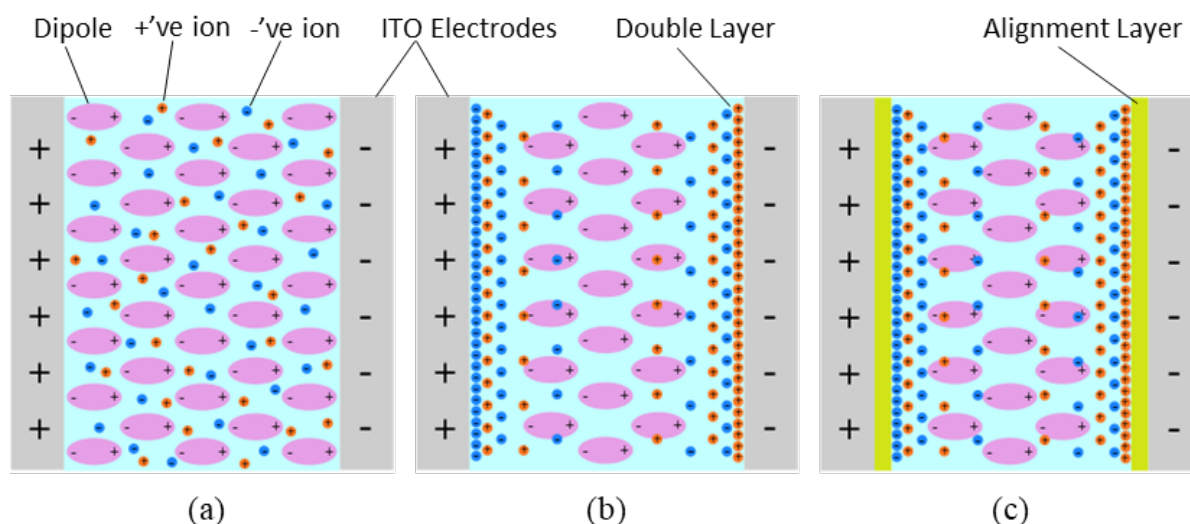 Dipole +’ve ion -’ve ion ITO Electrodes Double Layer Alignment Layer
(a) (b) (c)